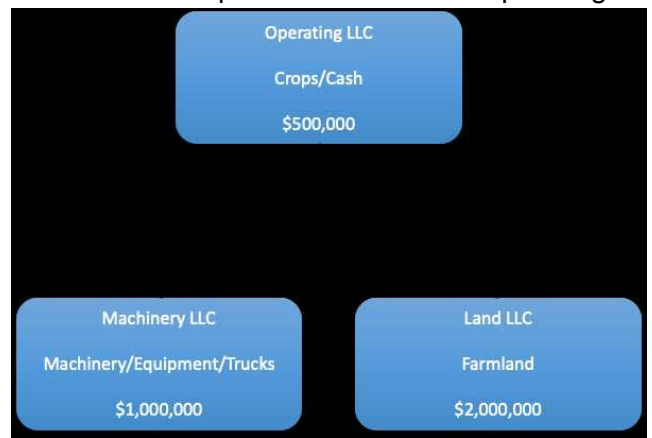 Operating LLC
Crops/Cash
$500,000
Machinery LLC
Machinery/Equipment/Trucks
$1,000,000
Land LLC
Farmland
$2,000,000